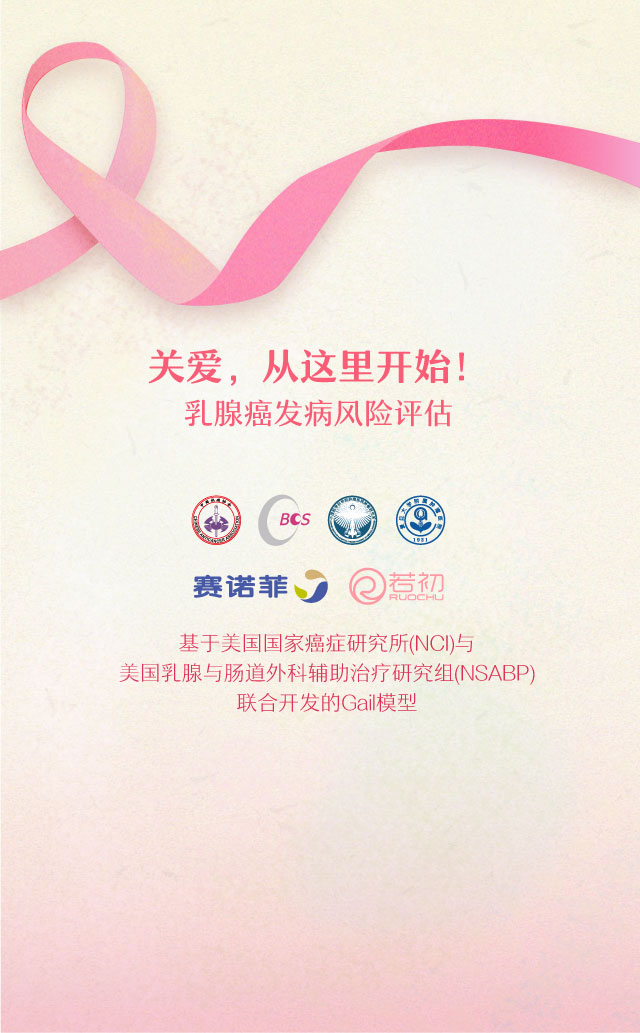 关爱，从这里开始！
乳腺癌发病风险评估
CBCS
赛诺菲
若初
RUOCHU
1931
基于美国国家癌症研究所(NCI)与
美国乳腺与肠道外科辅助治疗研究组(NSABP)
联合开发的Gail模型